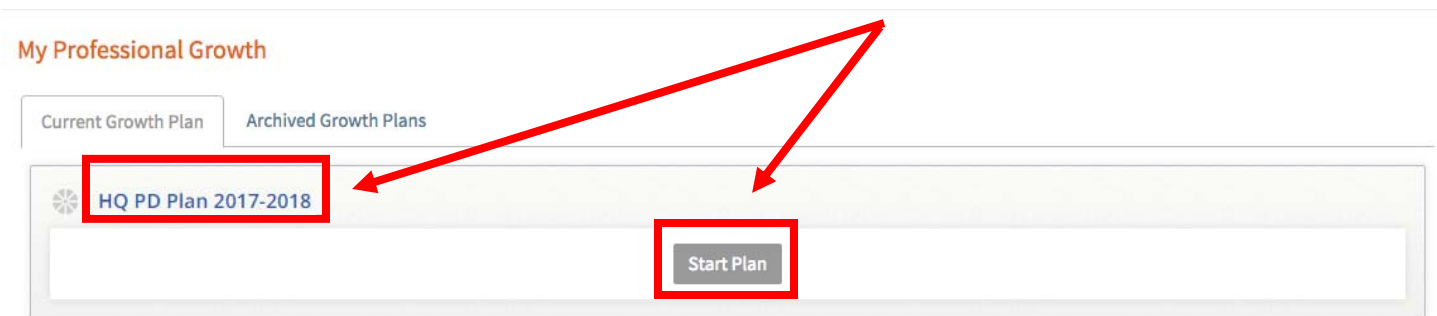 My Professional Growth
Current Growth Plan Archived Growth Plans
HQ PD Plan 2017-2018
Start Plan